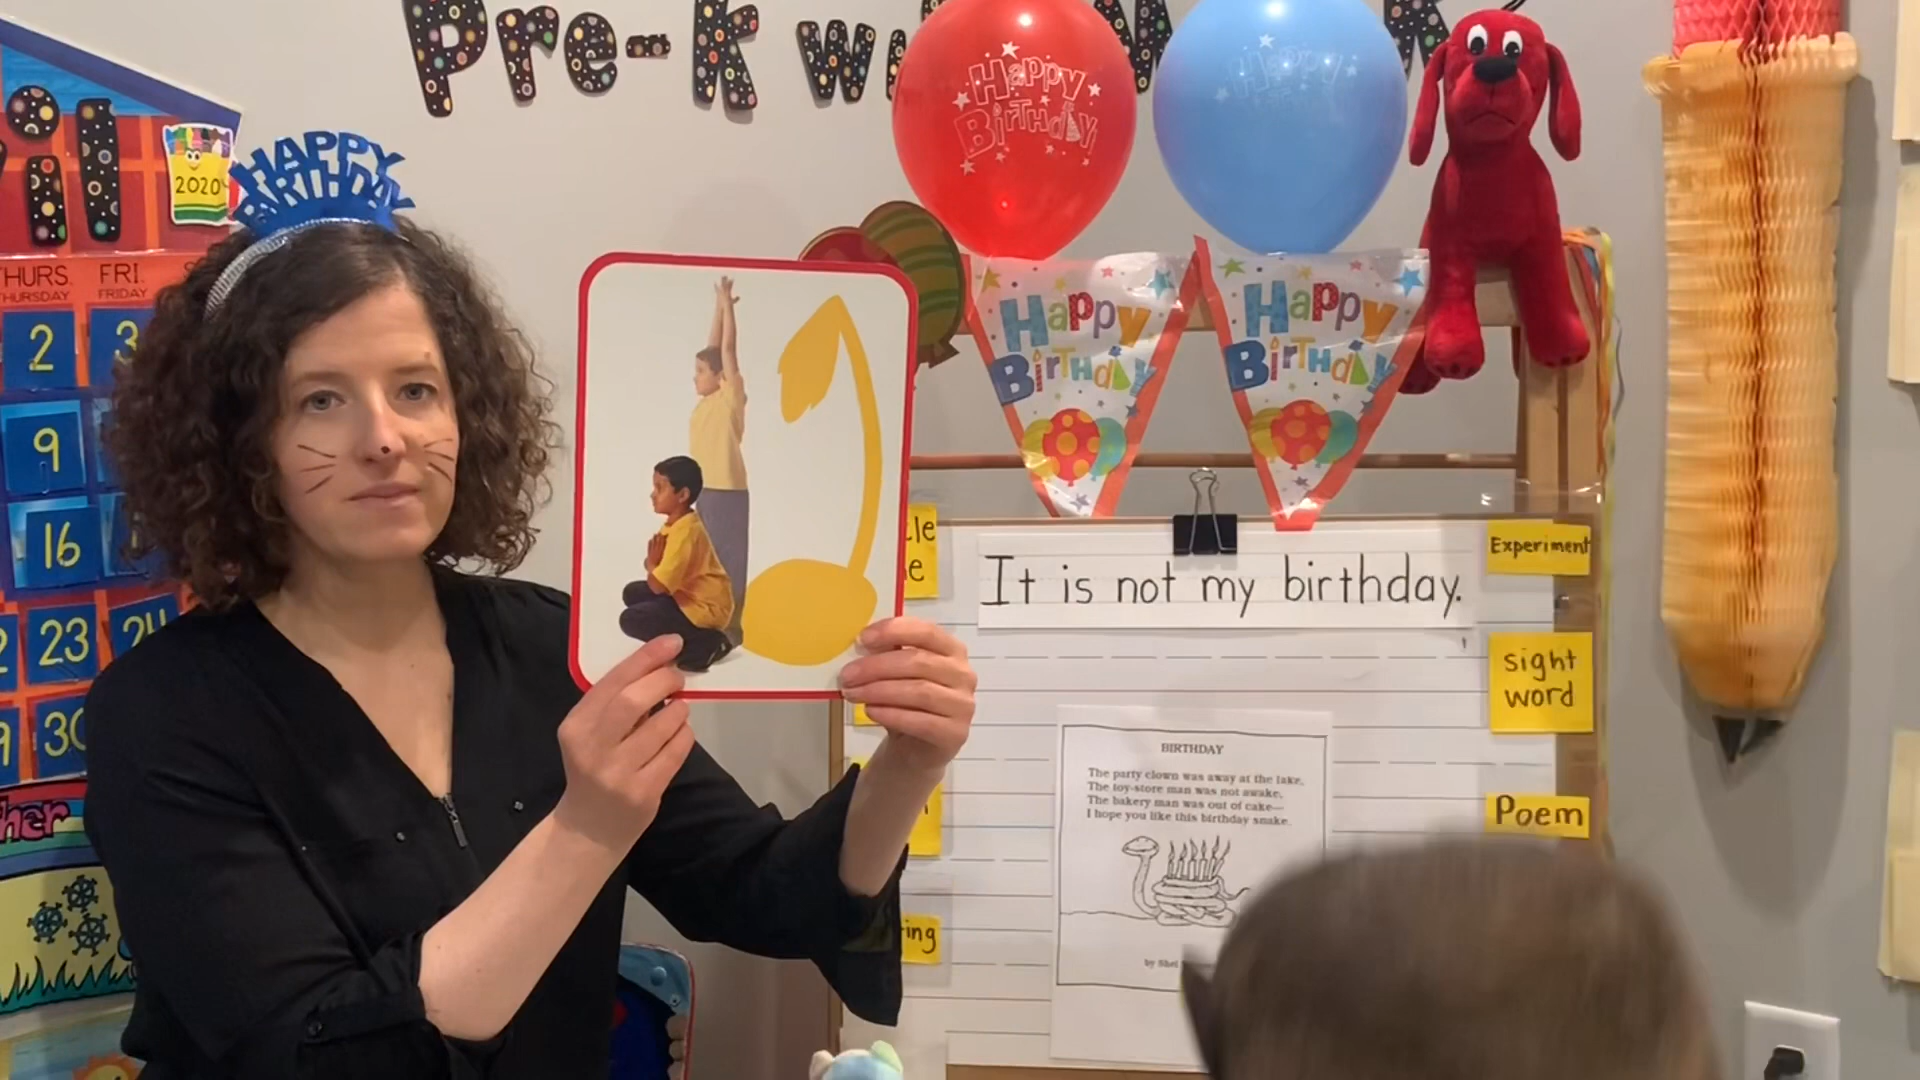 Pre-k wi
2020
HAPPY
BIRTHDAY
THURS. FRI.
THURSDAY FRIDAY
2 3
9
16
23 24
30
Happy
Birthday
Happy
Birthday
Happy
Birthday
Happy
Birthday
It is not my birthday.
Experiment
sight
word
Poem
BIRTHDAY
The party clown was away at the lake,
The toy-store man was not awake,
The bakery man was out of cake—
I hope you like this birthday snake.
by Shel